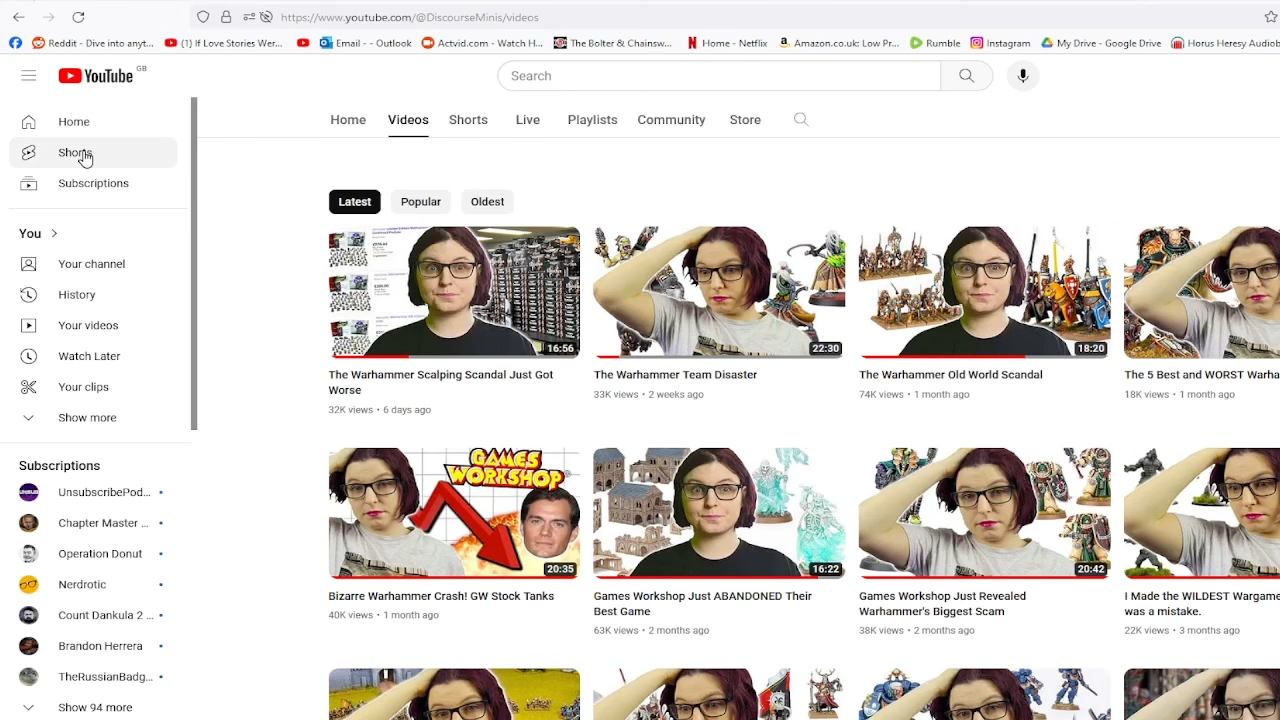 https://www.youtube.com/@DiscourseMinis/videos
Reddit - Dive into anyt...
(1) If Love Stories Wer...
Email - - Outlook
Actvid.com - Watch H...
The Bolter & Chainsw...
Home - Netflix
Amazon.co.uk: Low Pr...
Rumble
Instagram
My Drive - Google Drive
Horus Heresy Audiob
YouTube GB
Search
Home
Shorts
Subscriptions
You
Your channel
History
Your videos
Watch Later
Your clips
Show more
Subscriptions
UNSUB
UnsubscribePod...
Chapter Master ...
Operation Donut
Nerdrotic
Count Dankula 2 ...
Brandon Herrera
TheRussianBadg...
Show 94 more
Home
Videos
Shorts
Live
Playlists
Community
Store
Latest
Popular
Oldest
16:56
The Warhammer Scalping Scandal Just Got
Worse
32K views • 6 days ago
22:30
The Warhammer Team Disaster
33K views • 2 weeks ago
18:20
The Warhammer Old World Scandal
74K views • 1 month ago
The 5 Best and WORST Warha
18K views • 1 month ago
GAMES
WORKSHOP
20:35
Bizarre Warhammer Crash! GW Stock Tanks
40K views • 1 month ago
16:22
Games Workshop Just ABANDONED Their
Best Game
63K views • 2 months ago
20:42
Games Workshop Just Revealed
Warhammer's Biggest Scam
38K views • 2 months ago
I Made the WILDEST Wargame
was a mistake.
22K views • 3 months ago